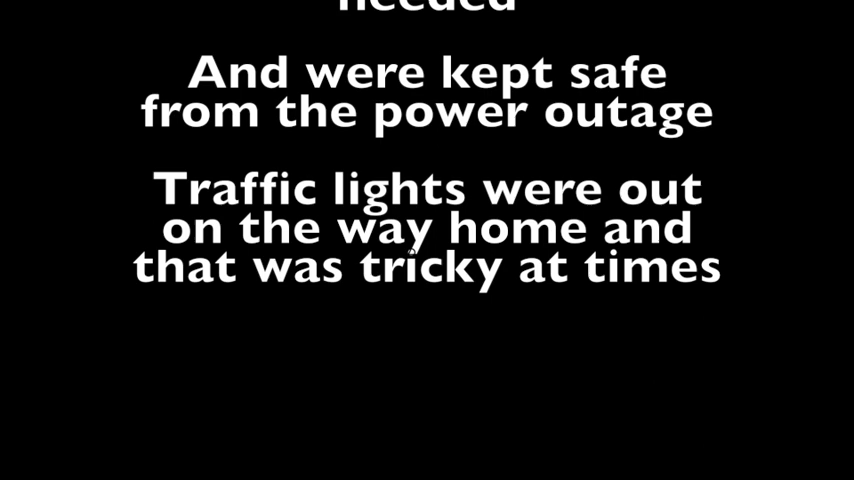 needed
And were kept safe
from the power outage
Traffic lights were out
on the way home and
that was tricky at times